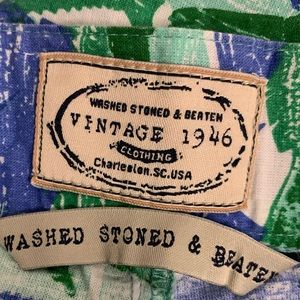 WASHED STONED & BEATEN
VINTAGE 1946
CLOTHING
Charleston, SC. USA
WASHED STONED & BEATEN